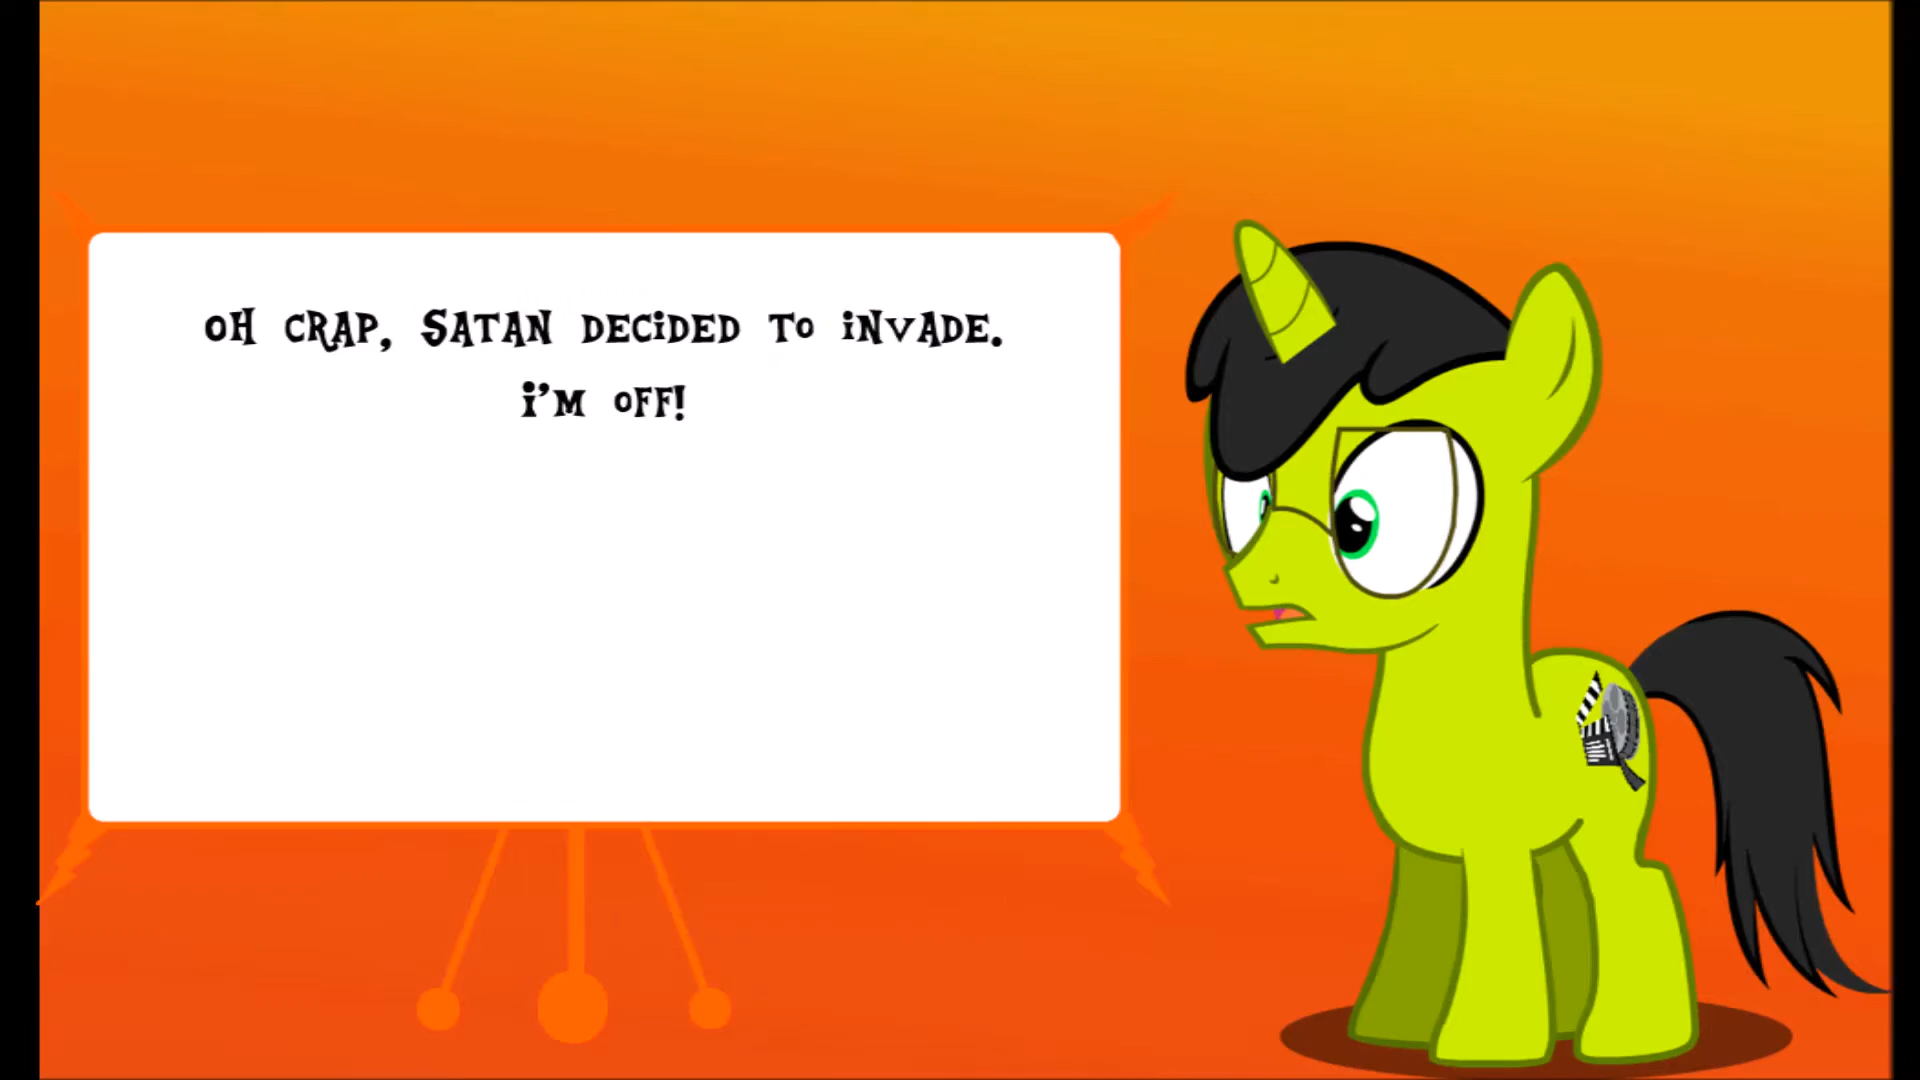 Oh crap, Satan decided to invade.
I'm off!